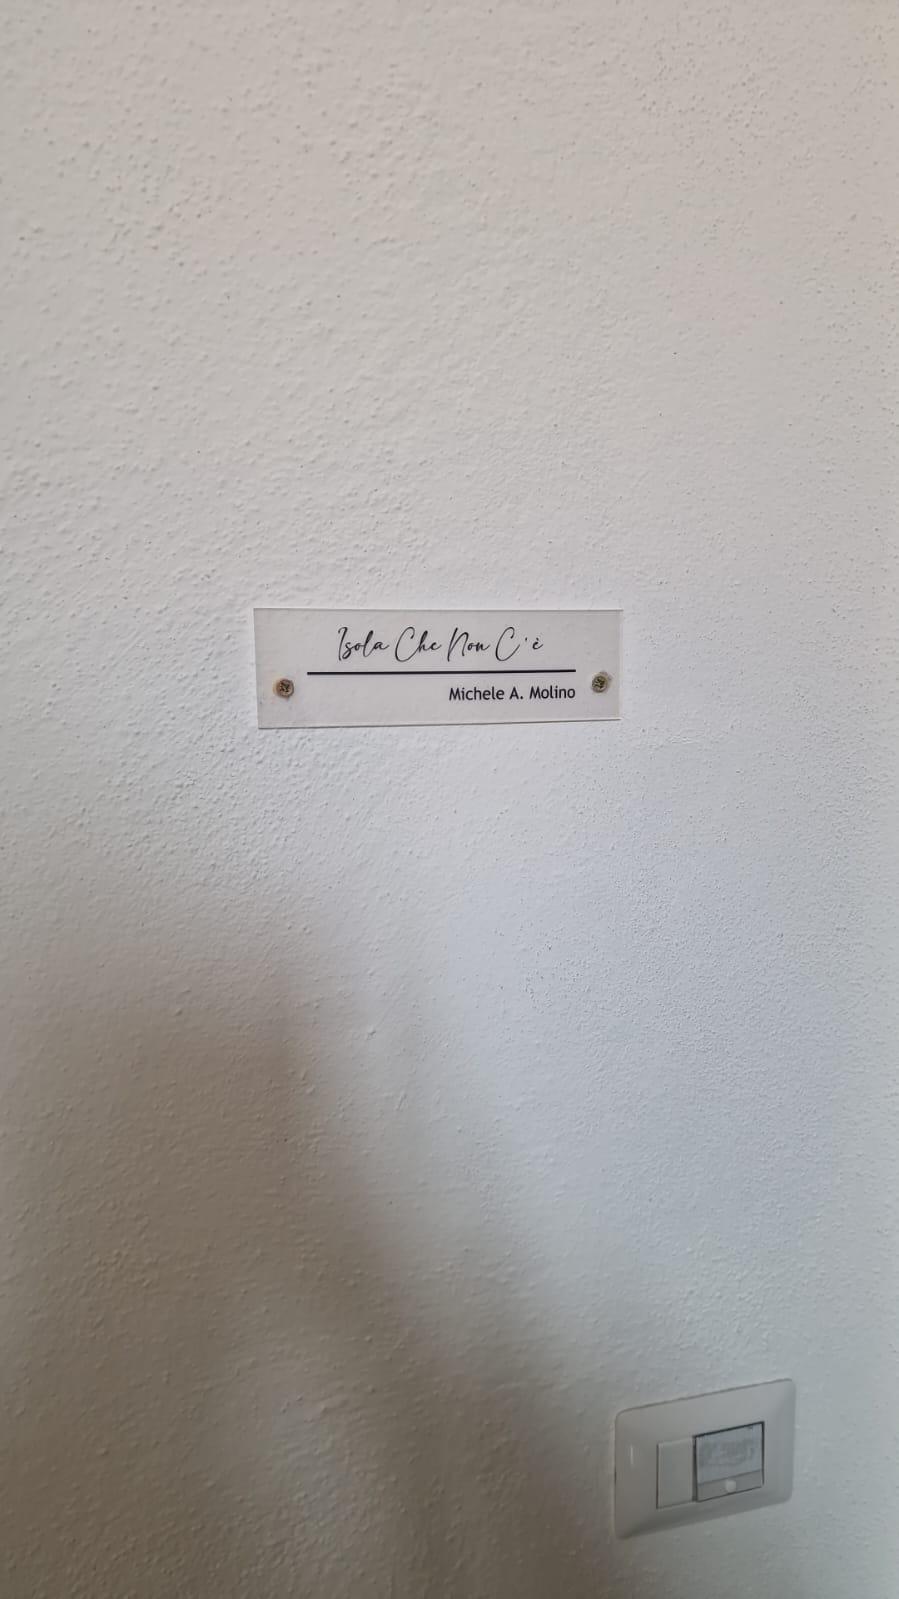 Isola Che Non C'è
Michele A. Molino